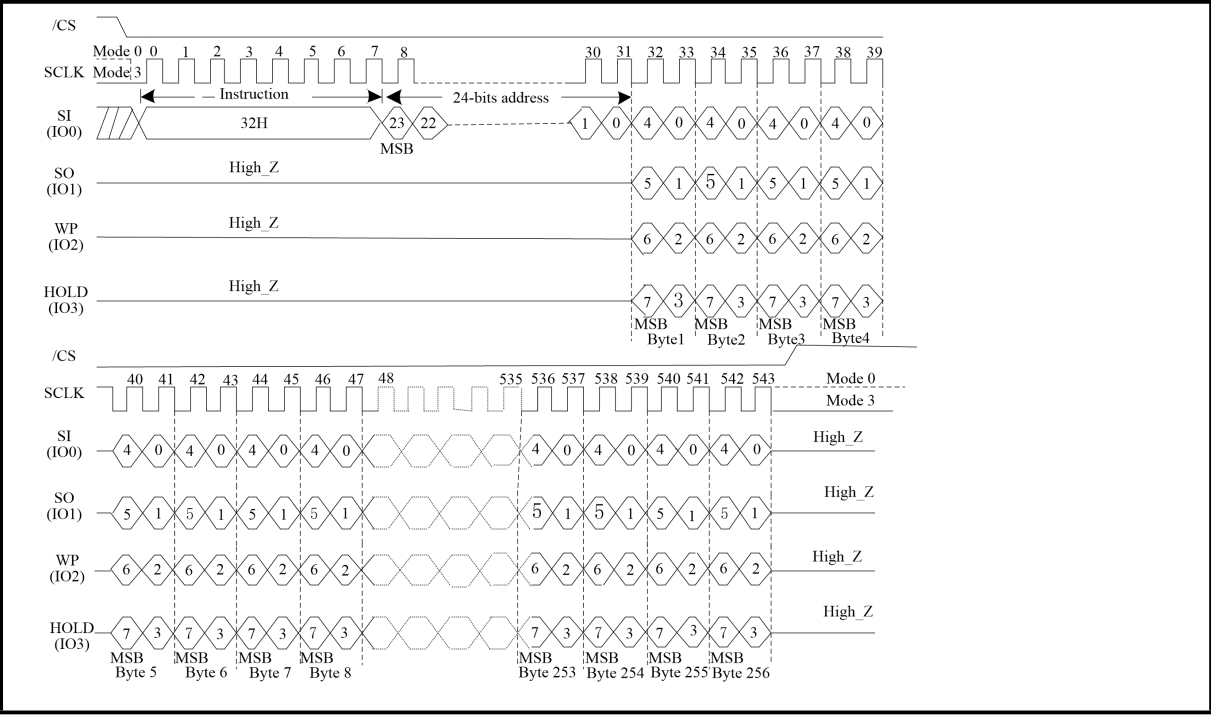 /CS
Mode 0 0 1 2 3 4 5 6 7 8 30 31 32 33 34 35 36 37 38 39
SCLK Mode 3
Instruction 24-bits address
SI
(IO0) 32H 23 22 1 0 4 0 4 0 4 0 4 0
MSB
High_Z
SO
(IO1) 5 1 5 1 5 1 5 1
High_Z
WP
(IO2) 6 2 6 2 6 2 6 2
High_Z
HOLD
(IO3) 7 3 7 3 7 3 7 3
MSB MSB MSB MSB
Byte1 Byte2 Byte3 Byte4
/CS
40 41 42 43 44 45 46 47 48 535 536 537 538 539 540 541 542 543 Mode 0
SCLK Mode 3
SI High_Z
(IO0) 4 0 4 0 4 0 4 0 4 0 4 0 4 0 4 0
SO High_Z
(IO1) 5 1 5 1 5 1 5 1 5 1 5 1 5 1 5 1
WP High_Z
(IO2) 6 2 6 2 6 2 6 2 6 2 6 2 6 2 6 2
High_Z
HOLD
(IO3) 7 3 7 3 7 3 7 3 7 3 7 3 7 3 7 3
MSB MSB MSB MSB MSB MSB MSB MSB
Byte 5 Byte 6 Byte 7 Byte 8 Byte 253 Byte 254 Byte 255 Byte 256